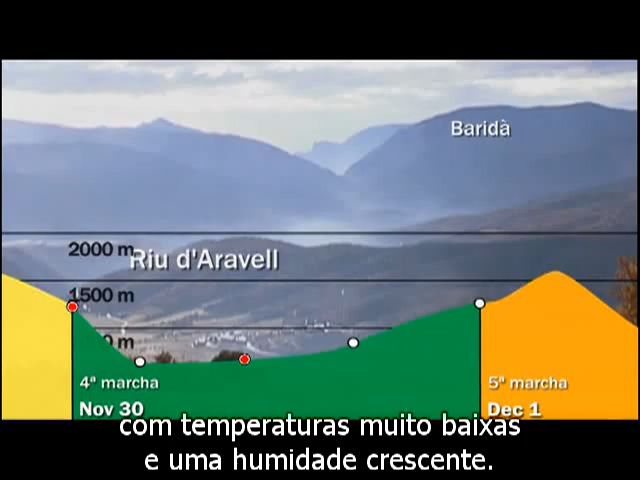 Baridà
2000 m
Riu d'Aravell
1500 m
0 m
4ª marcha
5ª marcha
Nov 30
Dec 1
com temperaturas muito baixas
e uma humidade crescente.